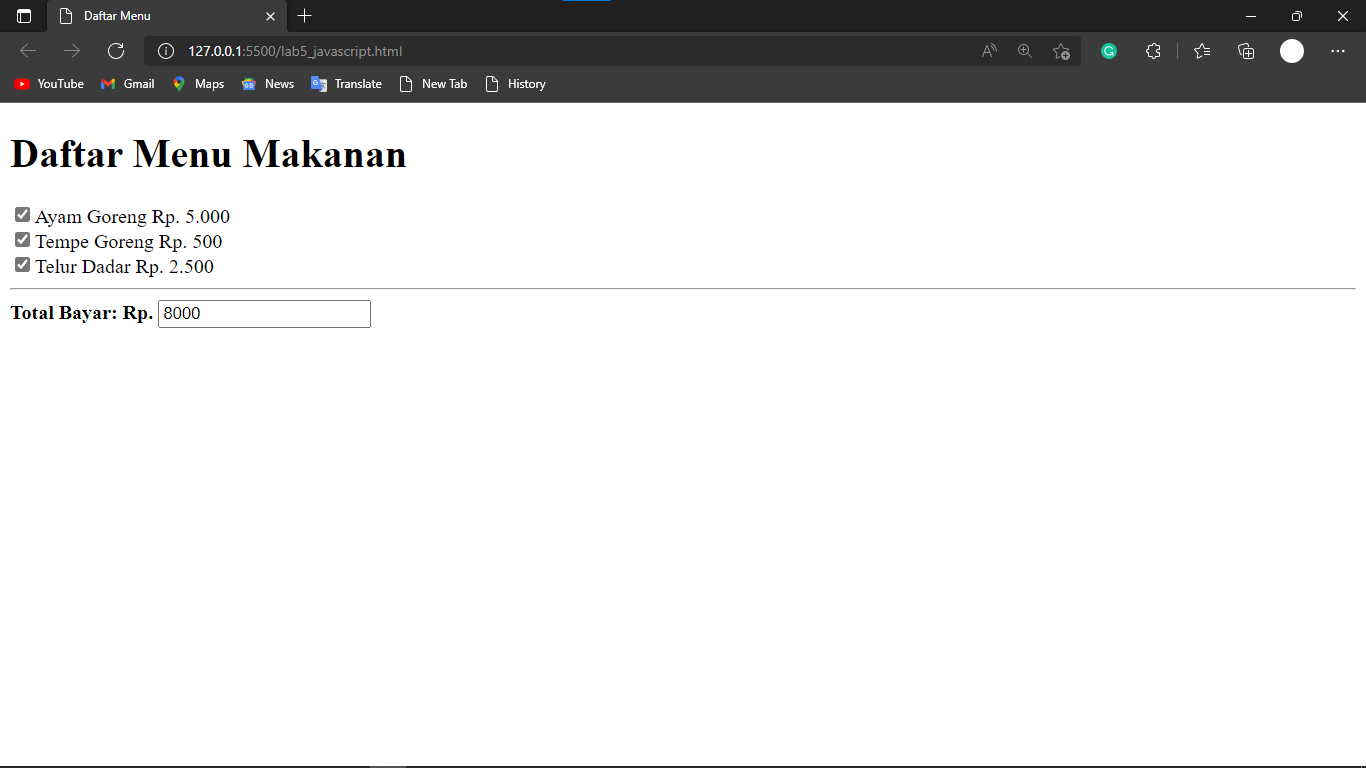 Daftar Menu
127.0.0.1:5500/lab5_javascript.html
YouTube Gmail Maps News Translate New Tab History
Daftar Menu Makanan
Ayam Goreng Rp. 5.000
Tempe Goreng Rp. 500
Telur Dadar Rp. 2.500
Total Bayar: Rp. 8000